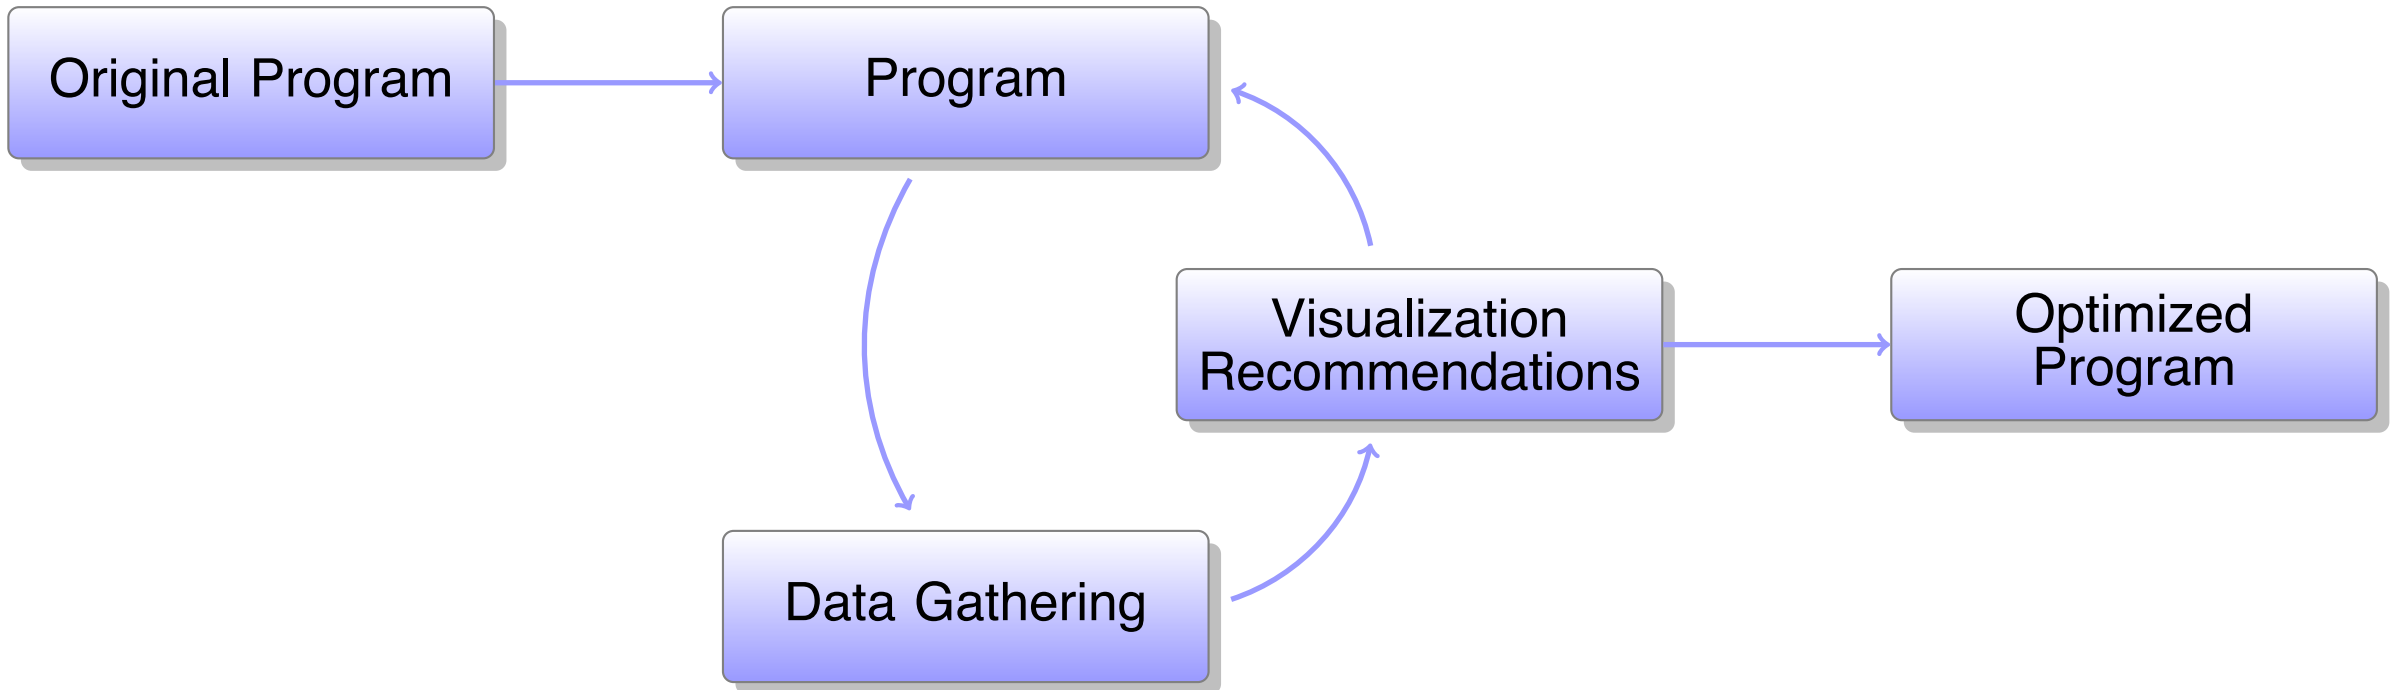 Original Program
Program
Visualization
Recommendations
Optimized
Program
Data Gathering